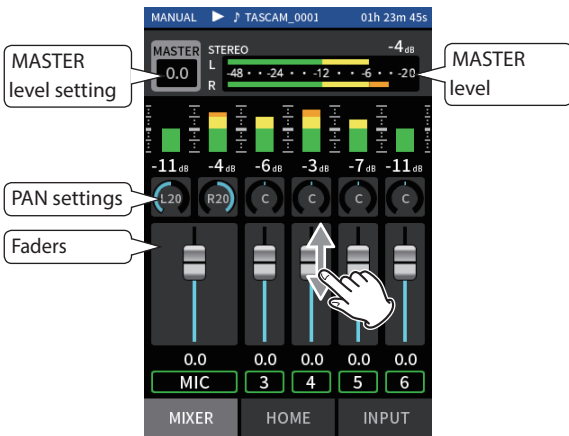 MANUAL ▶ ♪ TASCAM_0001 01h 23m 45s
MASTER
level setting
MASTER
0.0
STEREO -4dB
L
-48 · · -24 · · -12 · · -6 · · -20
R
MASTER
level
-11dB -4dB -6dB -3dB -7dB -11dB
PAN settings
L20 R20 C C C C
Faders
0.0 0.0 0.0 0.0 0.0
MIC 3 4 5 6
MIXER HOME INPUT